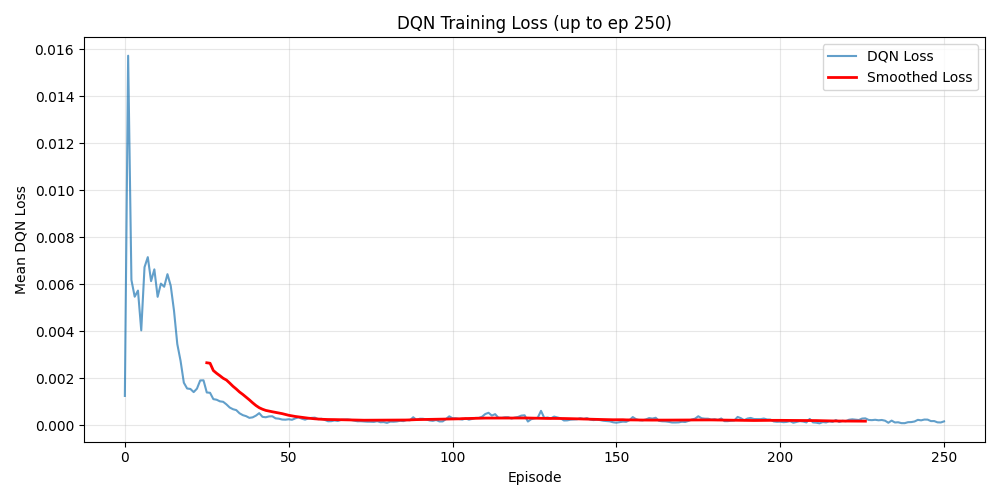 DQN Training Loss (up to ep 250)
DQN Loss
Smoothed Loss
Mean DQN Loss
0.016
0.014
0.012
0.010
0.008
0.006
0.004
0.002
0.000
0 50 100 150 200 250
Episode